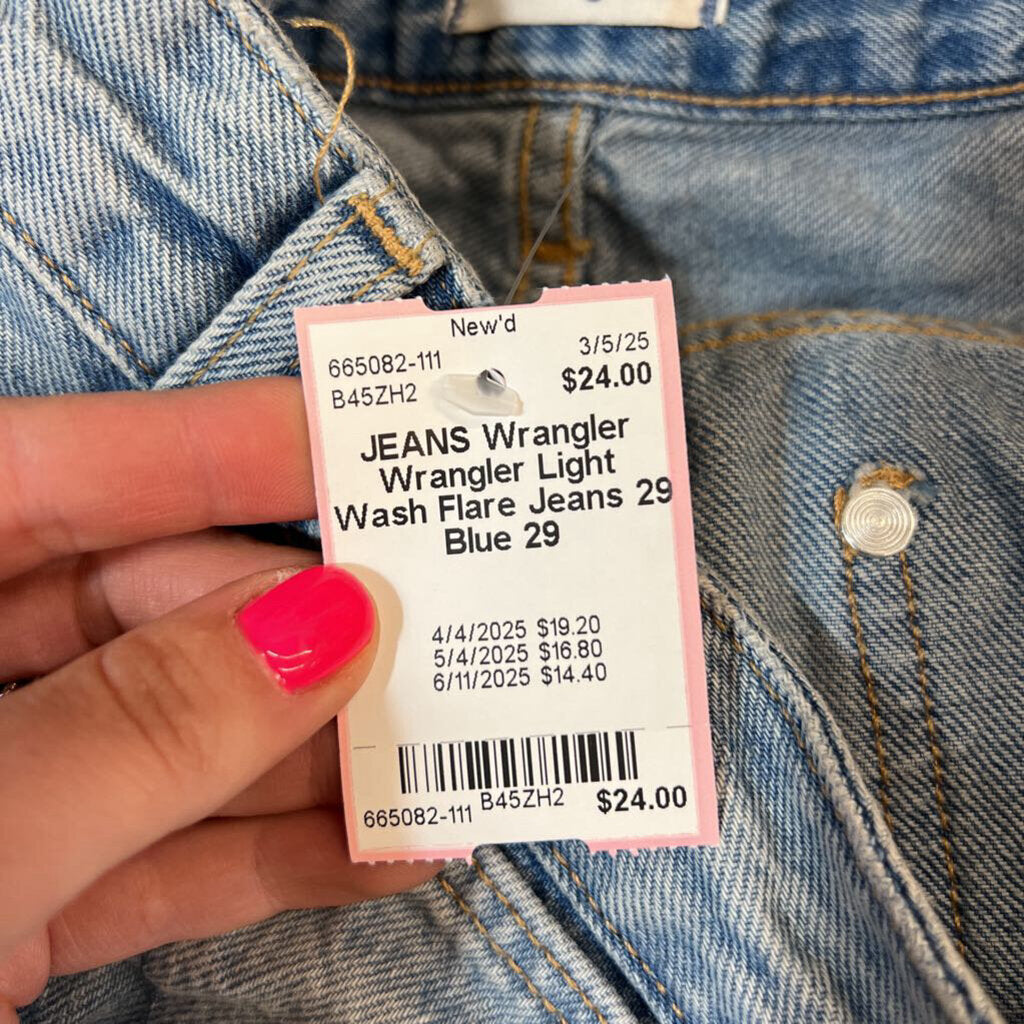 New'd
665082-111 3/5/25
B45ZH2 $24.00
JEANS Wrangler
Wrangler Light
Wash Flare Jeans 29
Blue 29
4/4/2025 $19.20
5/4/2025 $16.80
6/11/2025 $14.40
665082-111 B45ZH2 $24.00